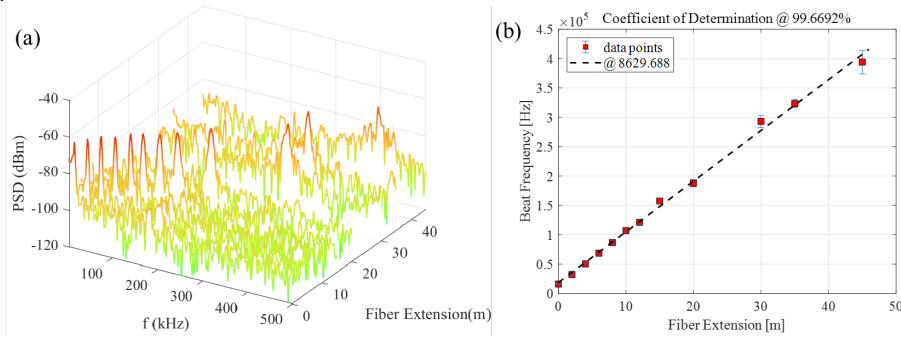 (a)
-40
-60
-80
-100
-120
PSD (dBm)
100
200
300
400
500
f (kHz)
0
10
20
30
40
Fiber Extension(m)
(b)
×10⁵
Coefficient of Determination @ 99.6692%
data points
@ 8629.688
4.5
4
3.5
3
2.5
2
1.5
1
0.5
0
Beat Frequency [Hz]
0 10 20 30 40 50
Fiber Extension [m]